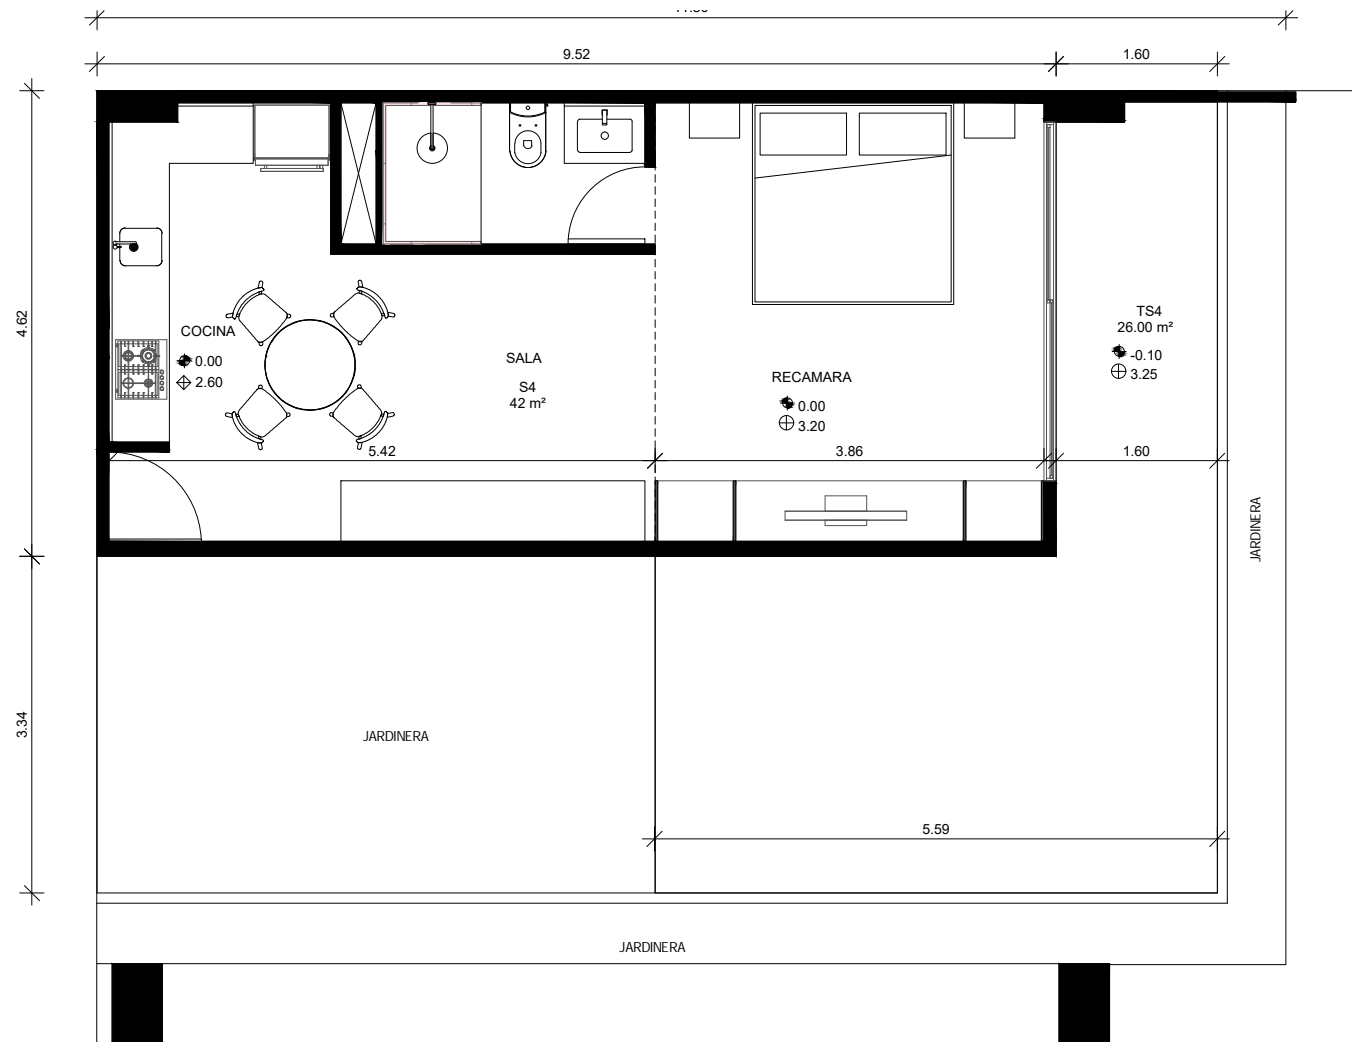 9.52
1.60
4.62
COCINA
0.00
2.60
SALA
S4
42 m²
RECAMARA
0.00
3.20
TS4
26.00 m²
-0.10
3.25
5.42
3.86
1.60
JARDINERA
3.34
JARDINERA
5.59
JARDINERA